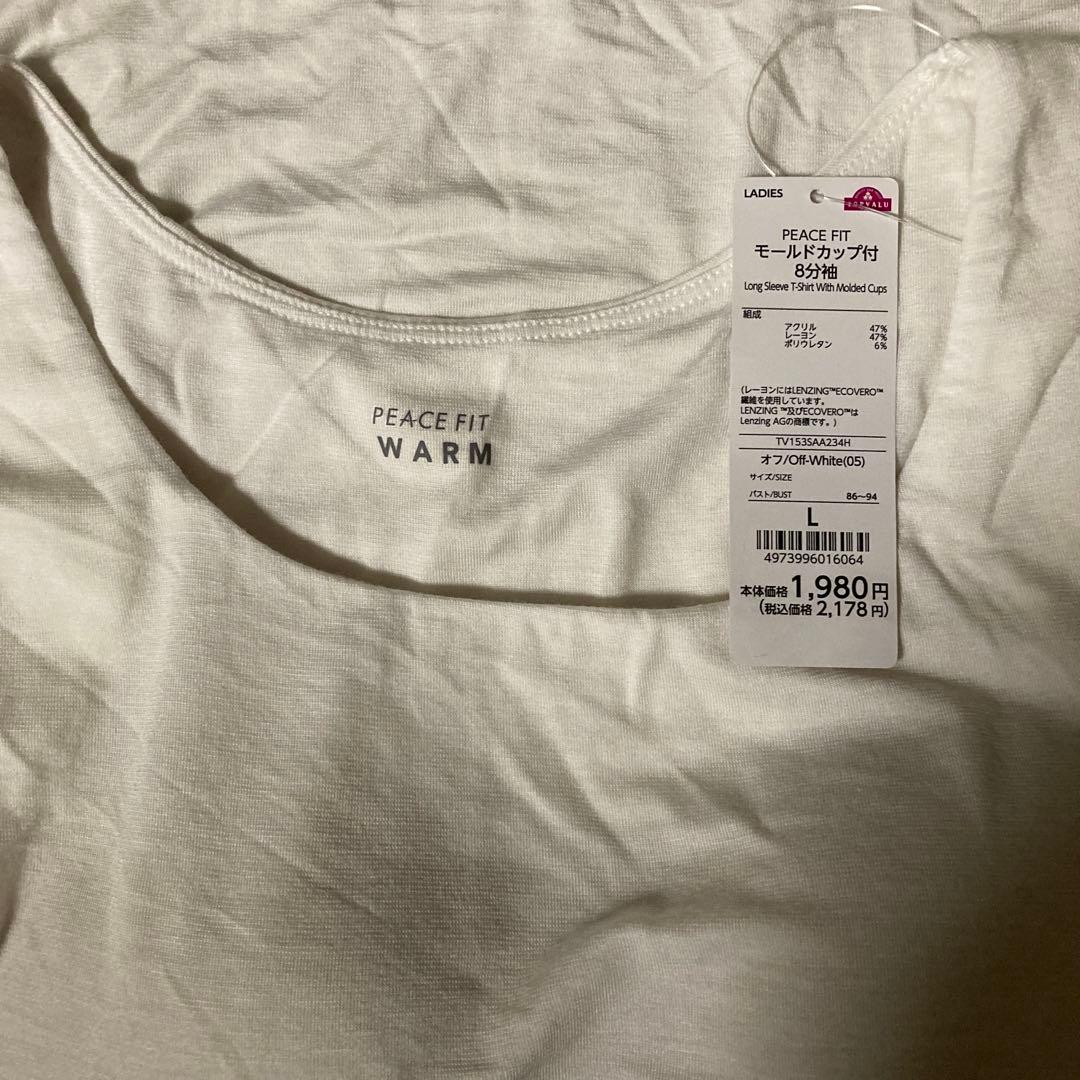 PEACE FIT
WARM
LADIES
TOPVALU
PEACE FIT
モールドカップ付
8分袖
Long Sleeve T-Shirt With Molded Cups
組成
アクリル 47%
レーヨン 47%
ポリウレタン 6%
(レーヨンにはLENZING™ECOVERO™
繊維を使用しています。
LENZING ™及びECOVERO™は
Lenzing AGの商標です。)
TV153SAA234H
オフ/Off-White(05)
サイズ/SIZE
バスト/BUST 86～94
L
4973996016064
本体価格1,980円
(税込価格 2,178円)